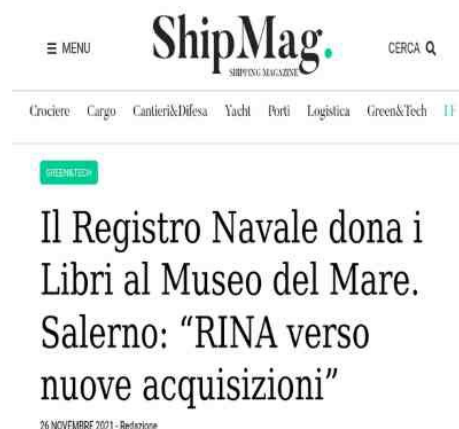 ☰ MENU
ShipMag.
SHIPPING MAGAZINE
CERCA
Crociere Cargo Cantieri&Difesa Yacht Porti Logistica Green&Tech
GREEN&TECH
Il Registro Navale dona i
Libri al Museo del Mare.
Salerno: “RINA verso
nuove acquisizioni”
26 NOVEMBRE 2021 - Redazione